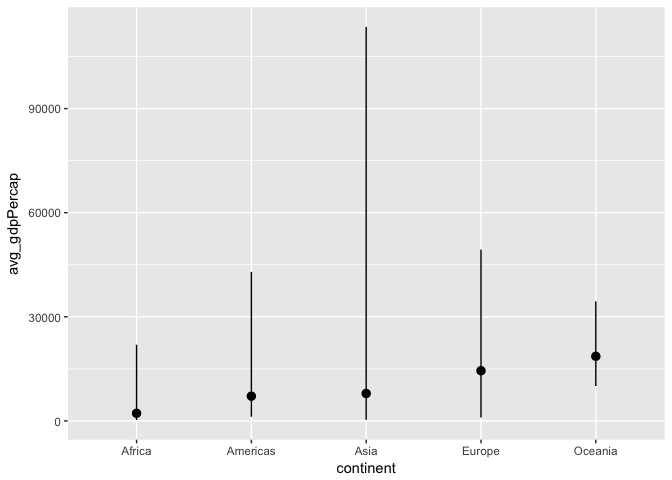 avg_gdpPercap
90000
60000
30000
0
Africa Americas Asia Europe Oceania
continent